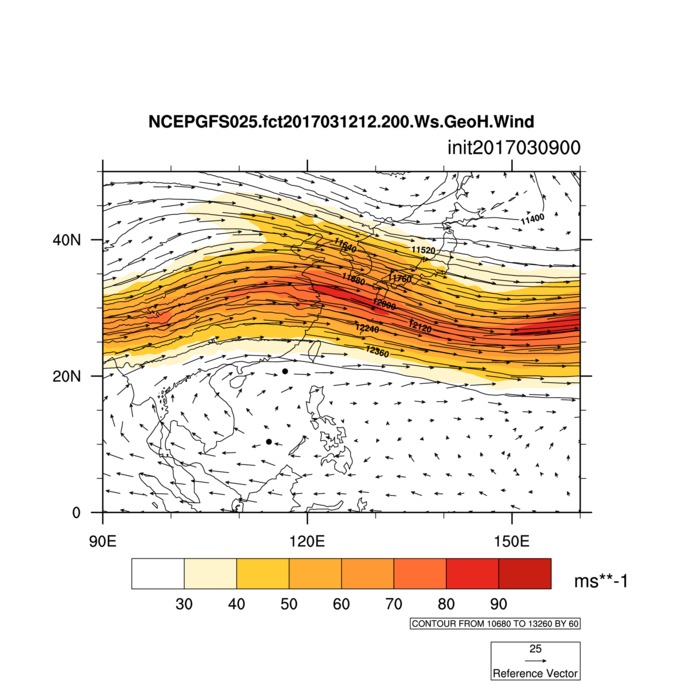 NCEPGFS025.fct2017031212.200.Ws.GeoH.Wind
init2017030900
40N
20N
0
90E 120E 150E
11400
11640
11520
11880
11760
12000
12240
12120
12360
30 40 50 60 70 80 90
ms**-1
CONTOUR FROM 10680 TO 13260 BY 60
25
Reference Vector